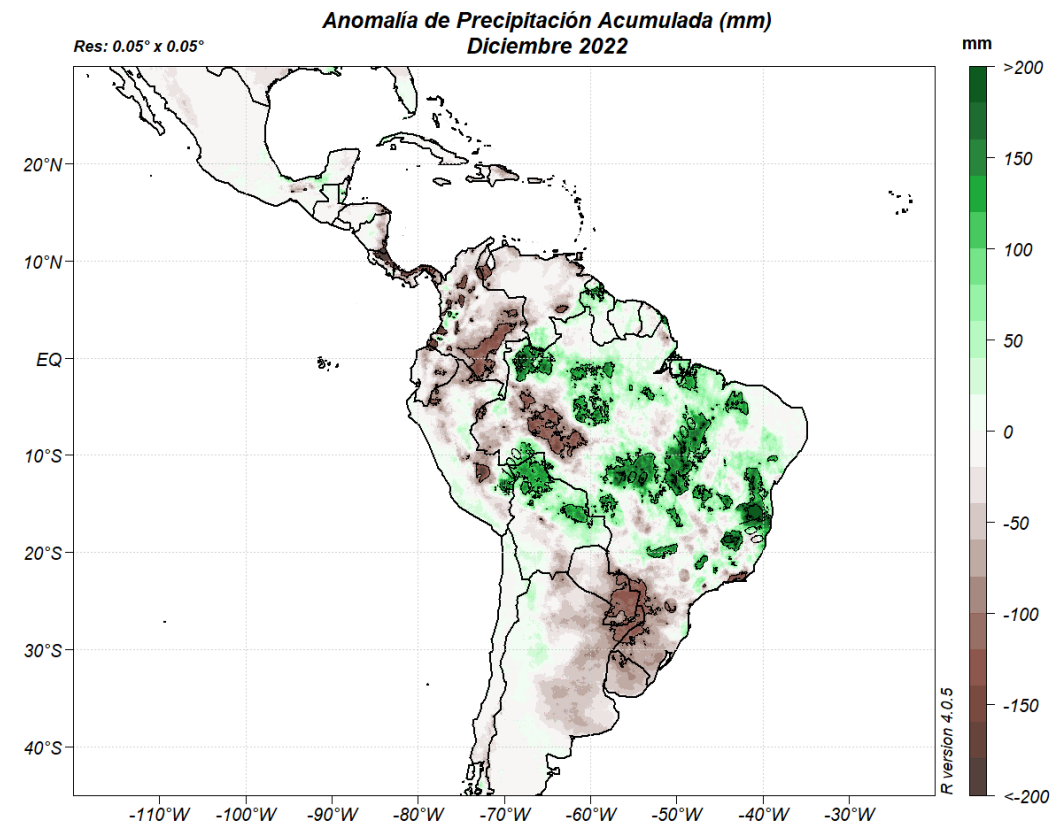 Anomalía de Precipitación Acumulada (mm)
Diciembre 2022
Res: 0.05° x 0.05°
mm
>200
150
100
50
0
-50
-100
-150
<-200
20°N
10°N
EQ
10°S
20°S
30°S
40°S
-110°W
-100°W
-90°W
-80°W
-70°W
-60°W
-50°W
-40°W
-30°W
R version 4.0.5